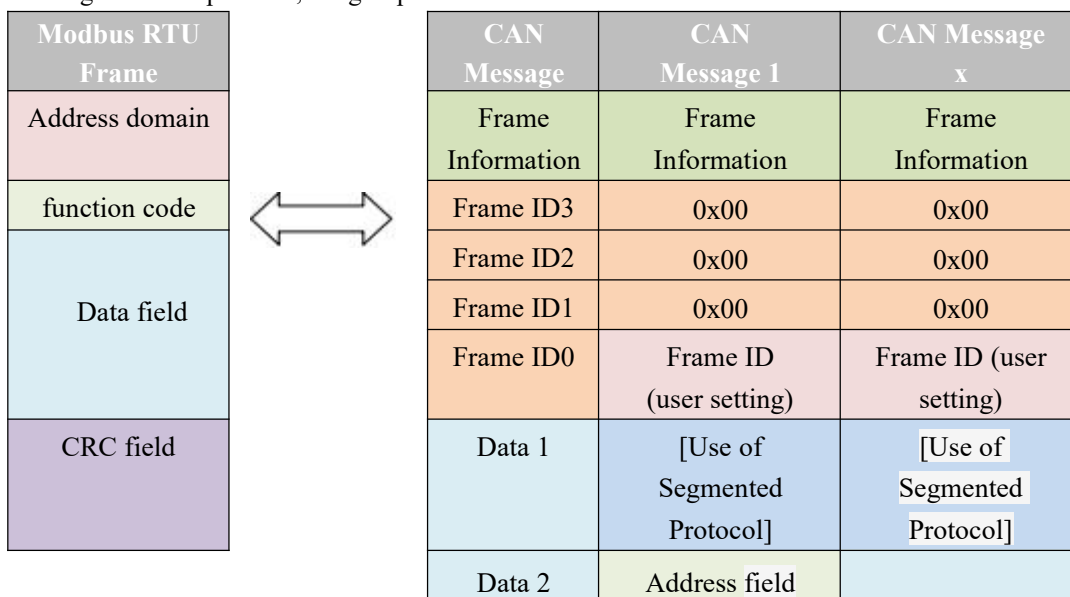 Modbus RTU
Frame
Address domain
function code
Data field
CRC field
CAN
Message
CAN
Message 1
CAN Message
x
Frame
Information
Frame
Information
Frame
Information
Frame ID3
0x00
0x00
Frame ID2
0x00
0x00
Frame ID1
0x00
0x00
Frame ID0
Frame ID
(user setting)
Frame ID (user
setting)
Data 1
[Use of
Segmented
Protocol]
[Use of
Segmented
Protocol]
Data 2
Address field